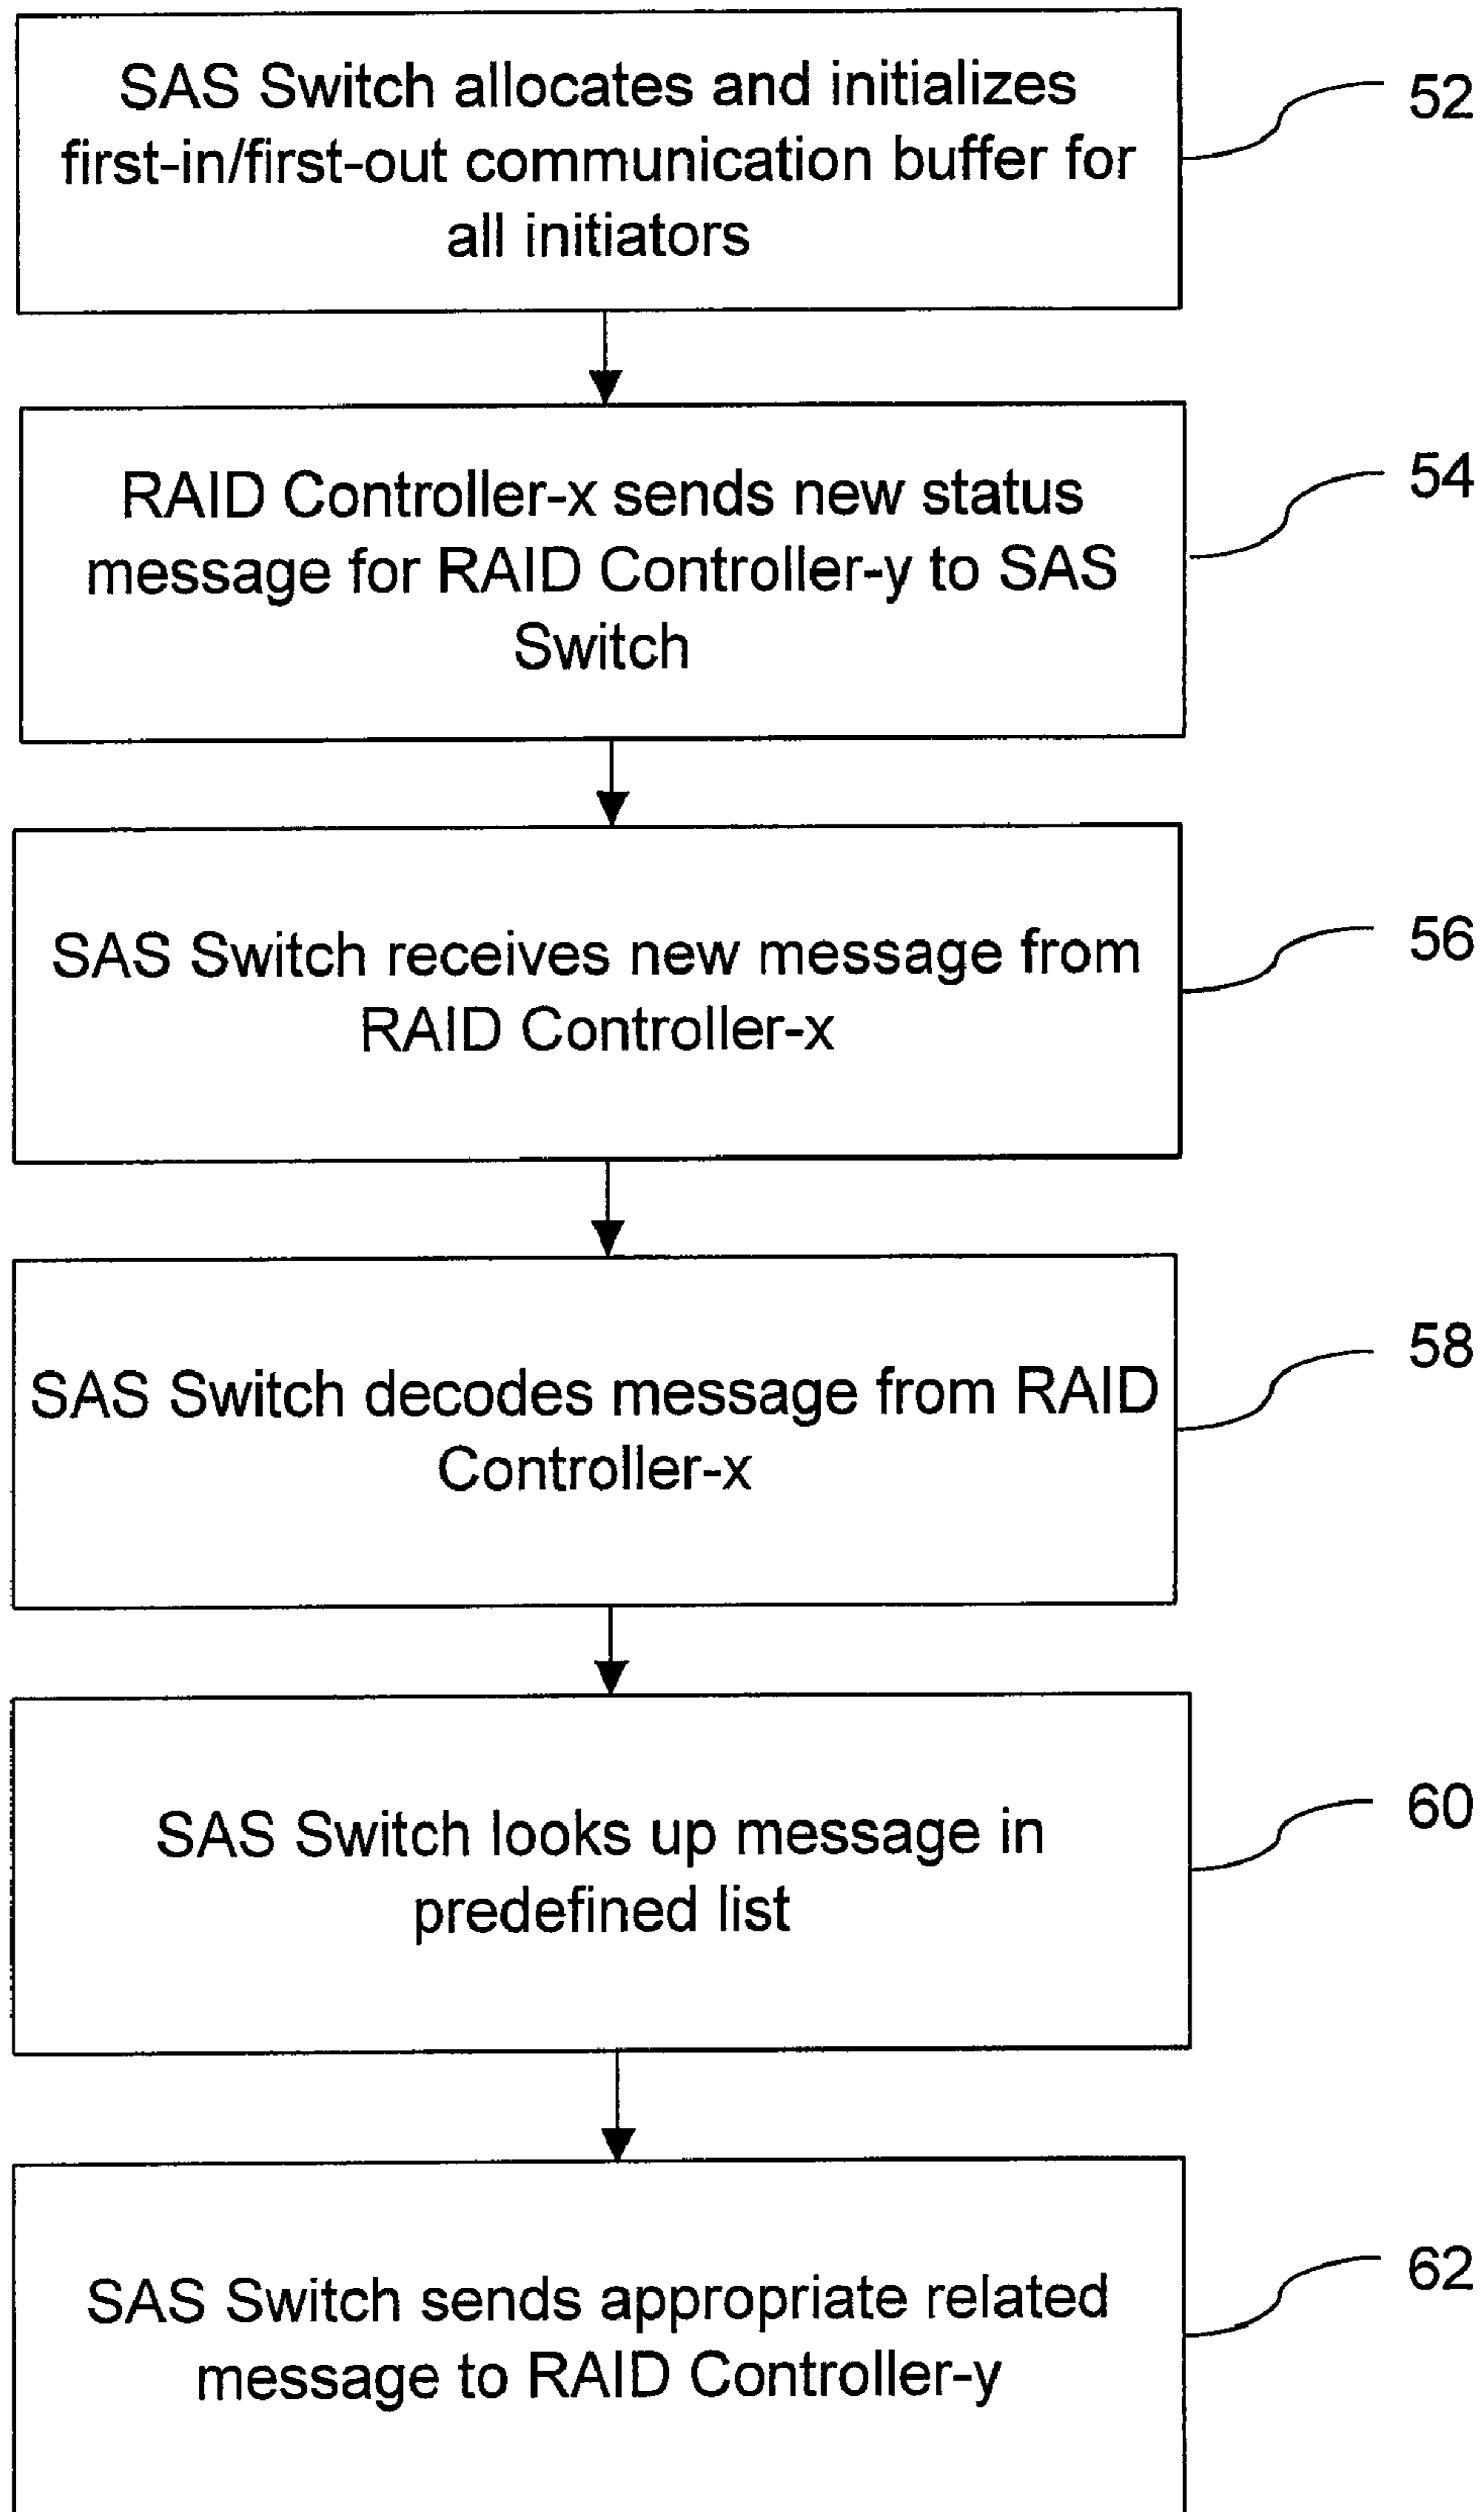 SAS Switch allocates and initializes
first-in/first-out communication buffer for
all initiators
52
RAID Controller-x sends new status
message for RAID Controller-y to SAS
Switch
54
SAS Switch receives new message from
RAID Controller-x
56
SAS Switch decodes message from RAID
Controller-x
58
SAS Switch looks up message in
predefined list
60
SAS Switch sends appropriate related
message to RAID Controller-y
62